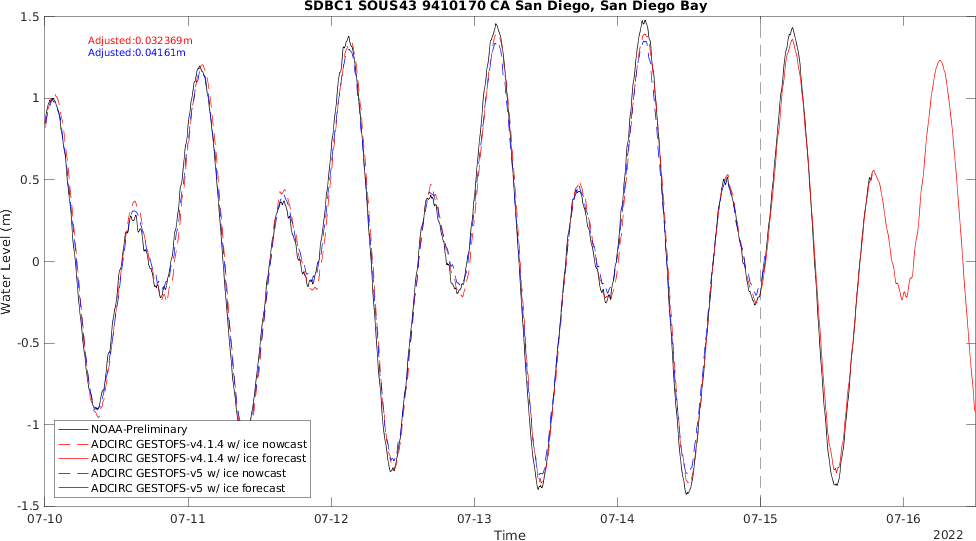 SDBC1 SOUS43 9410170 CA San Diego, San Diego Bay
Adjusted:0.032369m
Adjusted:0.04161m
Water Level (m)
1.5
1
0.5
0
-0.5
-1
-1.5
NOAA-Preliminary
ADCIRC GESTOFS-v4.1.4 w/ ice nowcast
ADCIRC GESTOFS-v4.1.4 w/ ice forecast
ADCIRC GESTOFS-v5 w/ ice nowcast
ADCIRC GESTOFS-v5 w/ ice forecast
07-10 07-11 07-12 07-13 07-14 07-15 07-16
Time
2022